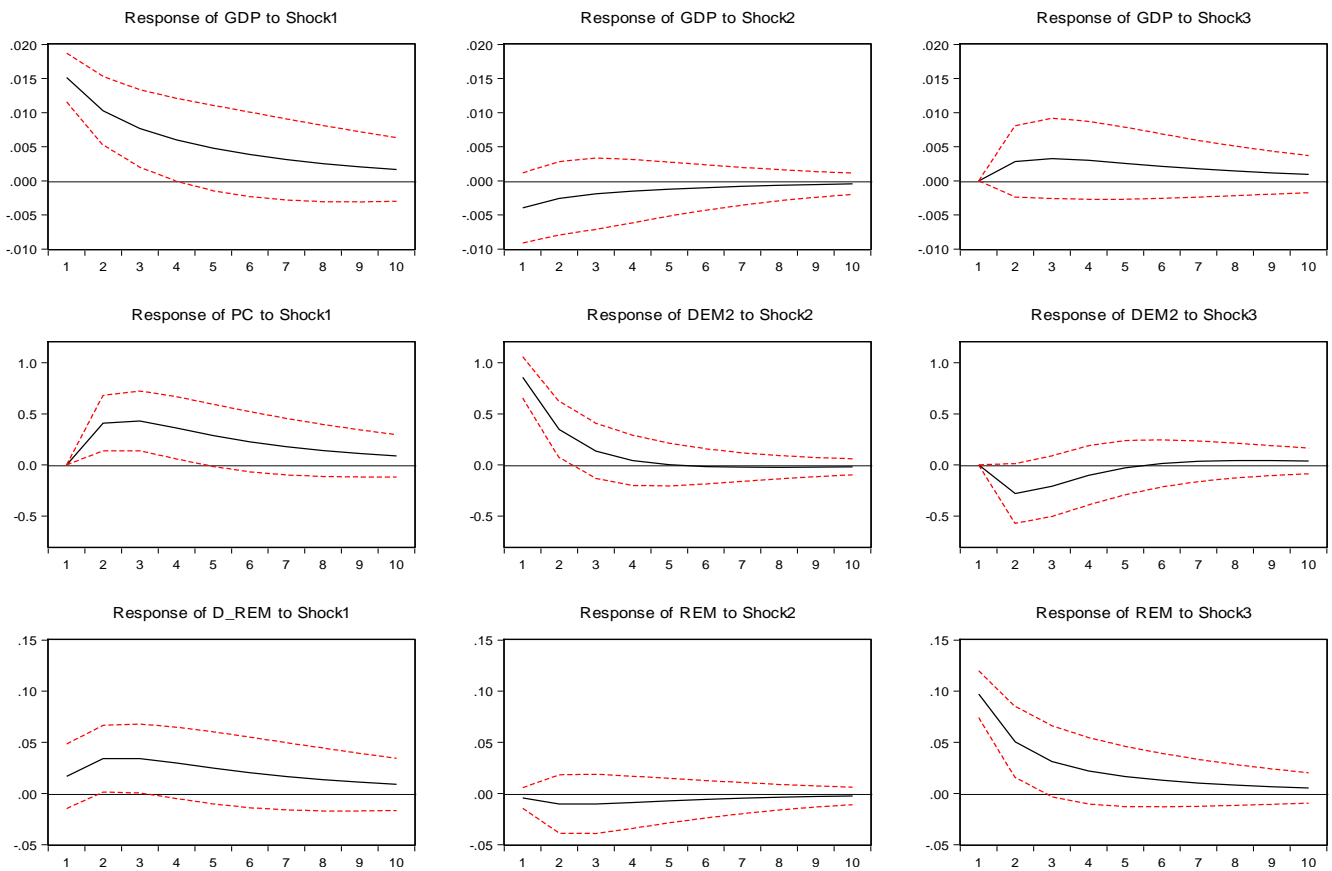 Response of GDP to Shock1
.020
.015
.010
.005
.000
-.005
-.010
1 2 3 4 5 6 7 8 9 10
Response of GDP to Shock2
.020
.015
.010
.005
.000
-.005
-.010
1 2 3 4 5 6 7 8 9 10
Response of GDP to Shock3
.020
.015
.010
.005
.000
-.005
-.010
1 2 3 4 5 6 7 8 9 10
Response of PC to Shock1
1.0
0.5
0.0
-0.5
1 2 3 4 5 6 7 8 9 10
Response of DEM2 to Shock2
1.0
0.5
0.0
-0.5
1 2 3 4 5 6 7 8 9 10
Response of DEM2 to Shock3
1.0
0.5
0.0
-0.5
1 2 3 4 5 6 7 8 9 10
Response of D_REM to Shock1
.15
.10
.05
.00
-.05
1 2 3 4 5 6 7 8 9 10
Response of REM to Shock2
.15
.10
.05
.00
-.05
1 2 3 4 5 6 7 8 9 10
Response of REM to Shock3
.15
.10
.05
.00
-.05
1 2 3 4 5 6 7 8 9 10